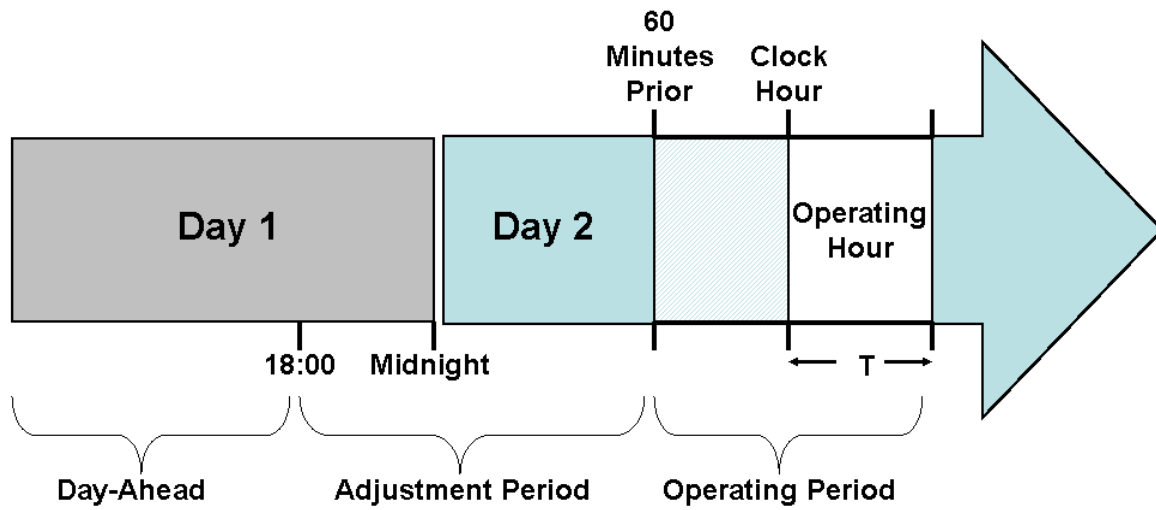 60
Minutes
Prior
Clock
Hour
Day 1
Day 2
Operating
Hour
18:00
Midnight
T
Day-Ahead
Adjustment Period
Operating Period